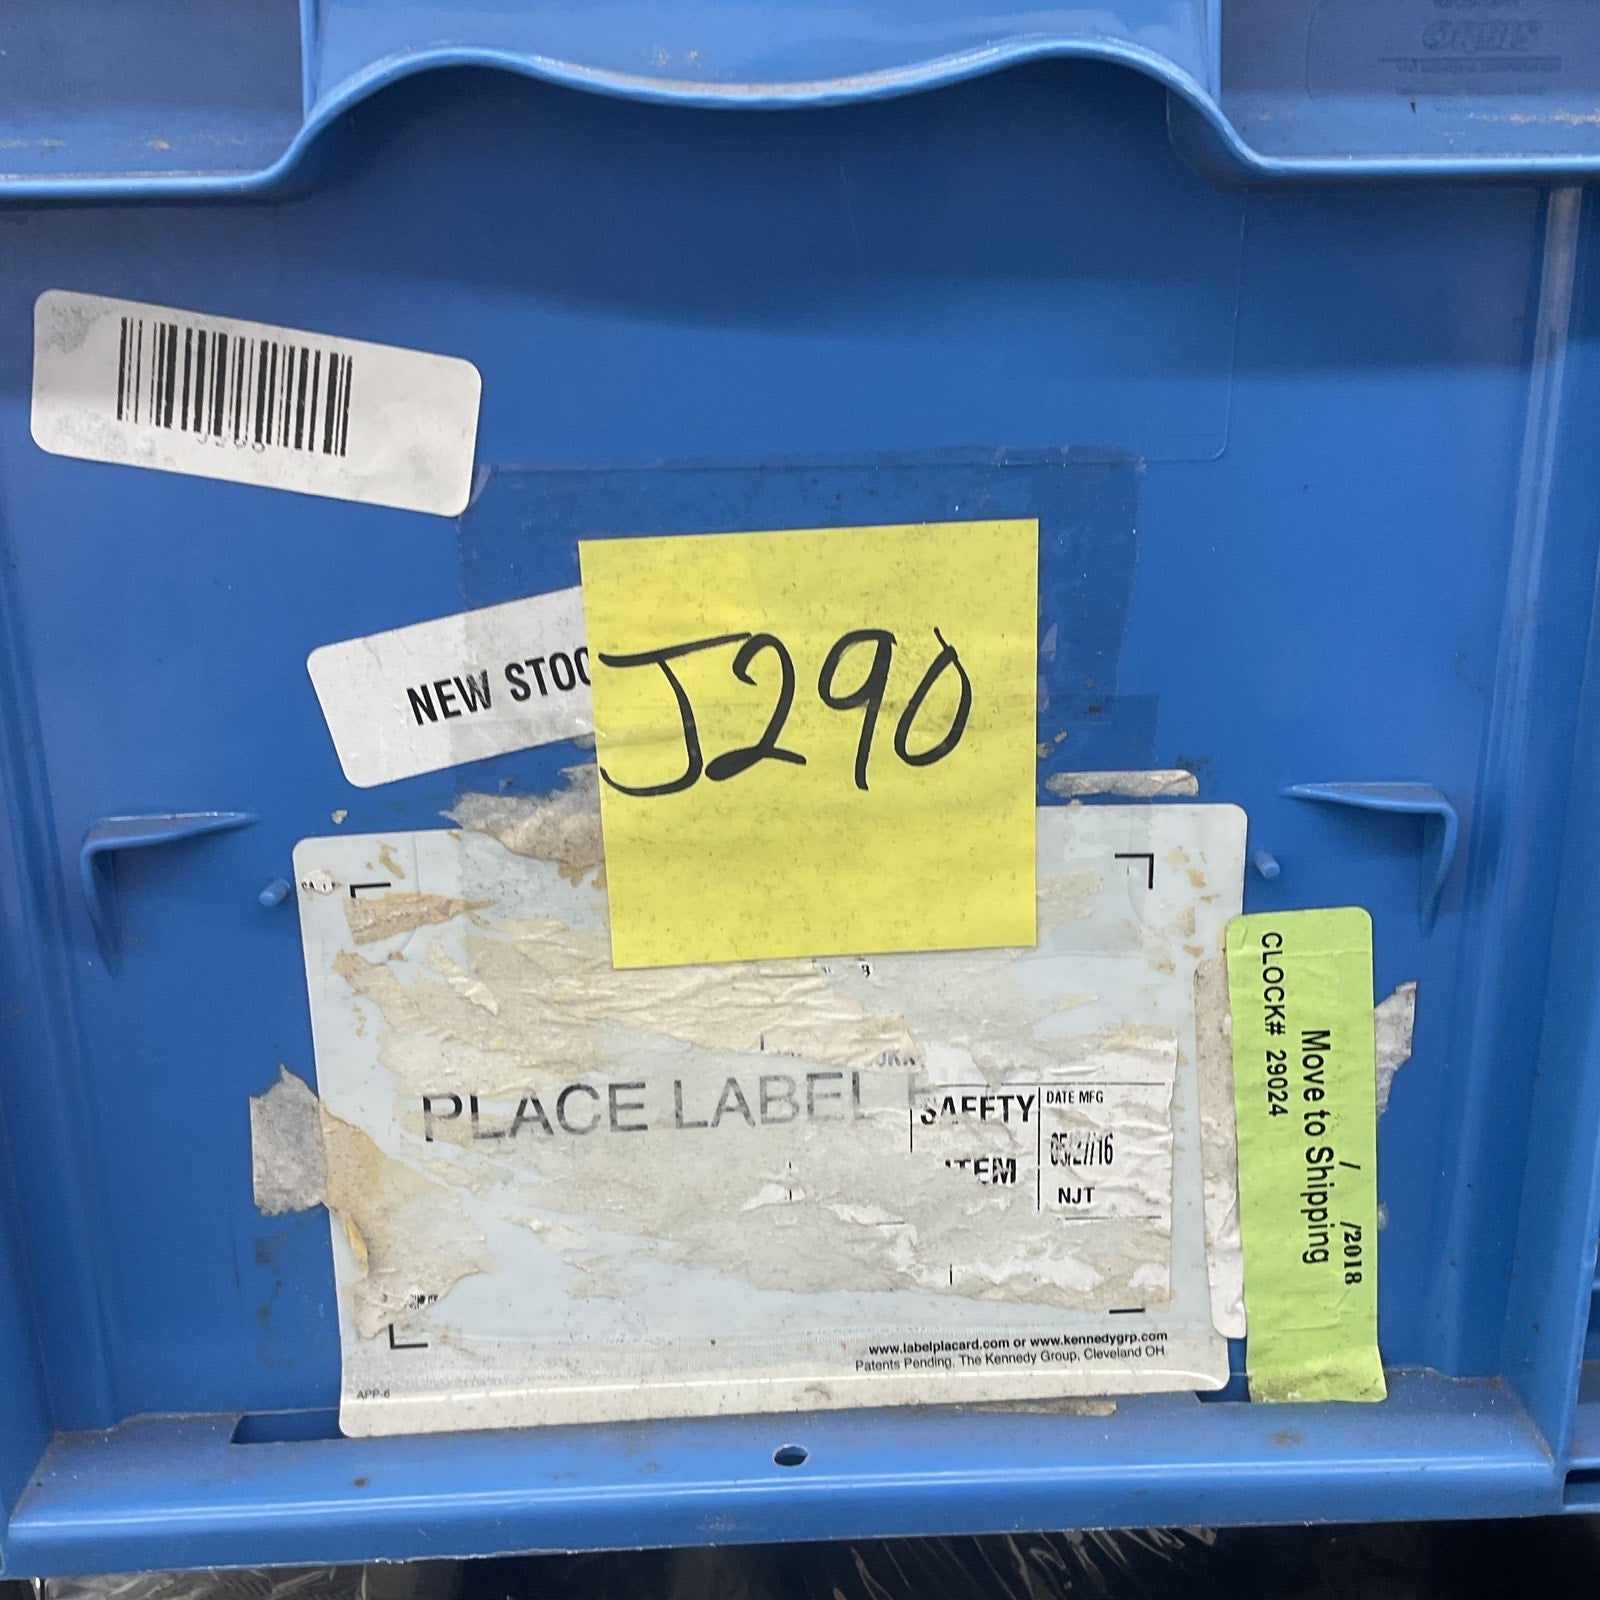 ORBIS
NEW STOC
J290
PLACE LABEL
SAFETY
ITEM
DATE MFG
05/27/16
NJT
www.labelplacard.com or www.kennedygrp.com
Patents Pending, The Kennedy Group, Cleveland OH
APP-6
CLOCK# 29024
Move to Shipping
/ /2018